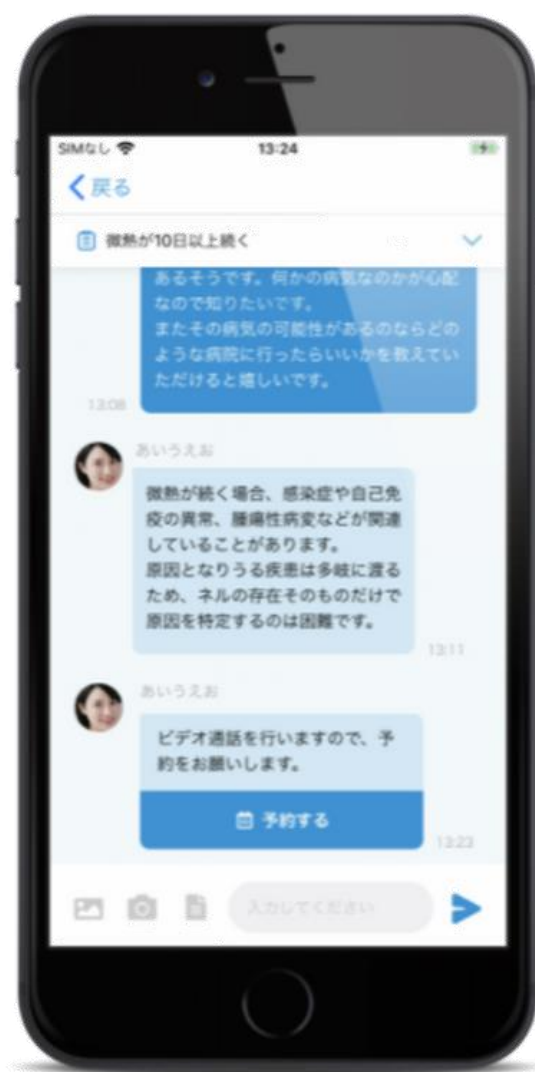 SIMなし
13:24
戻る
微熱が10日以上続く
あるそうです。何かの病気なのかが心配
なので知りたいです。
またその病気の可能性があるのならどの
ような病院に行ったらいいかを教えてい
ただけると嬉しいです。
13:08
あいうえお
微熱が続く場合、感染症や自己免
疫の異常、腫瘍性病変などが関連
していることがあります。
原因となりうる疾患は多岐に渡る
ため、ネルの存在そのものだけで
原因を特定するのは困難です。
13:11
あいうえお
ビデオ通話を行いますので、予
約をお願いします。
予約する
13:23
入力してください